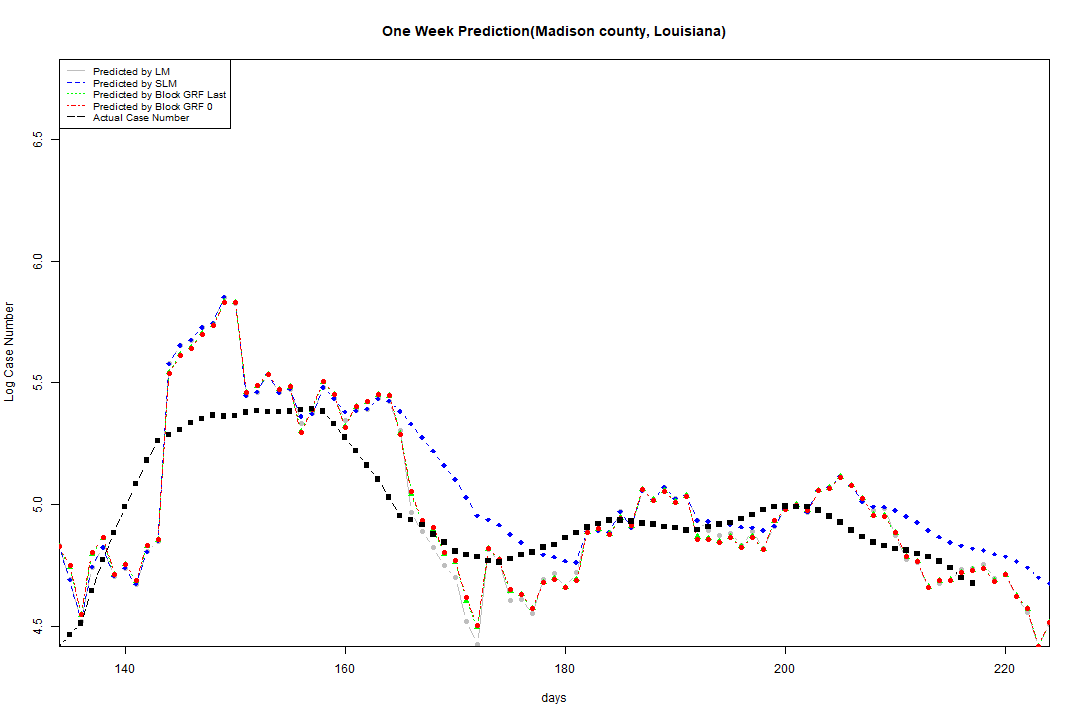 One Week Prediction(Madison county, Louisiana)
Predicted by LM
Predicted by SLM
Predicted by Block GRF Last
Predicted by Block GRF 0
Actual Case Number
Log Case Number
6.5
6.0
5.5
5.0
4.5
140 160 180 200 220
days